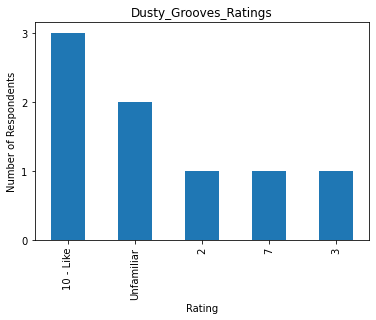 Dusty_Grooves_Ratings
Number of Respondents
3
2
1
0
10 - Like
Unfamiliar
2
7
3
Rating